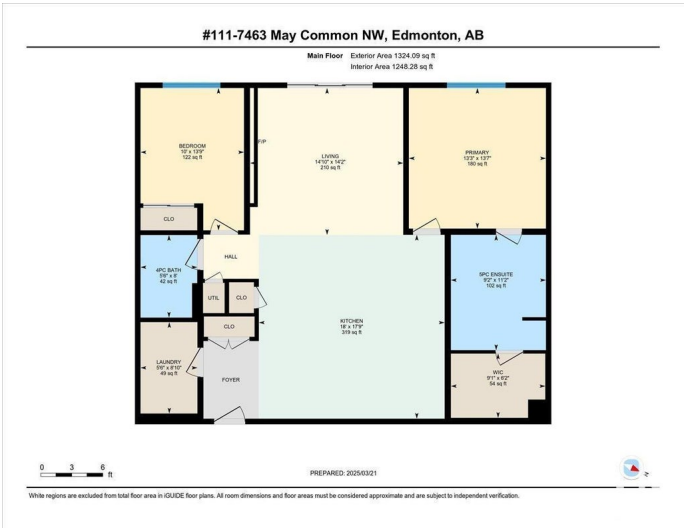 #111-7463 May Common NW, Edmonton, AB
Main Floor Exterior Area 1324.09 sq ft
Interior Area 1248.28 sq ft
BEDROOM
10' x 13'9"
122 sq ft
F/P
LIVING
14'10" x 14'2"
210 sq ft
PRIMARY
13'3" x 13'7"
180 sq ft
CLO
HALL
4PC BATH
5'8" x 8'
42 sq ft
5PC ENSUITE
9'2" x 11'2"
102 sq ft
UTIL
CLO
CLO
KITCHEN
18' x 17'9"
319 sq ft
LAUNDRY
5'6" x 8'10"
49 sq ft
FOYER
WIC
9'1" x 6'2"
54 sq ft
0 3 6
ft
PREPARED: 2025/03/21
N
White regions are excluded from total floor area in iGUIDE floor plans. All room dimensions and floor areas must be considered approximate and are subject to independent verification.